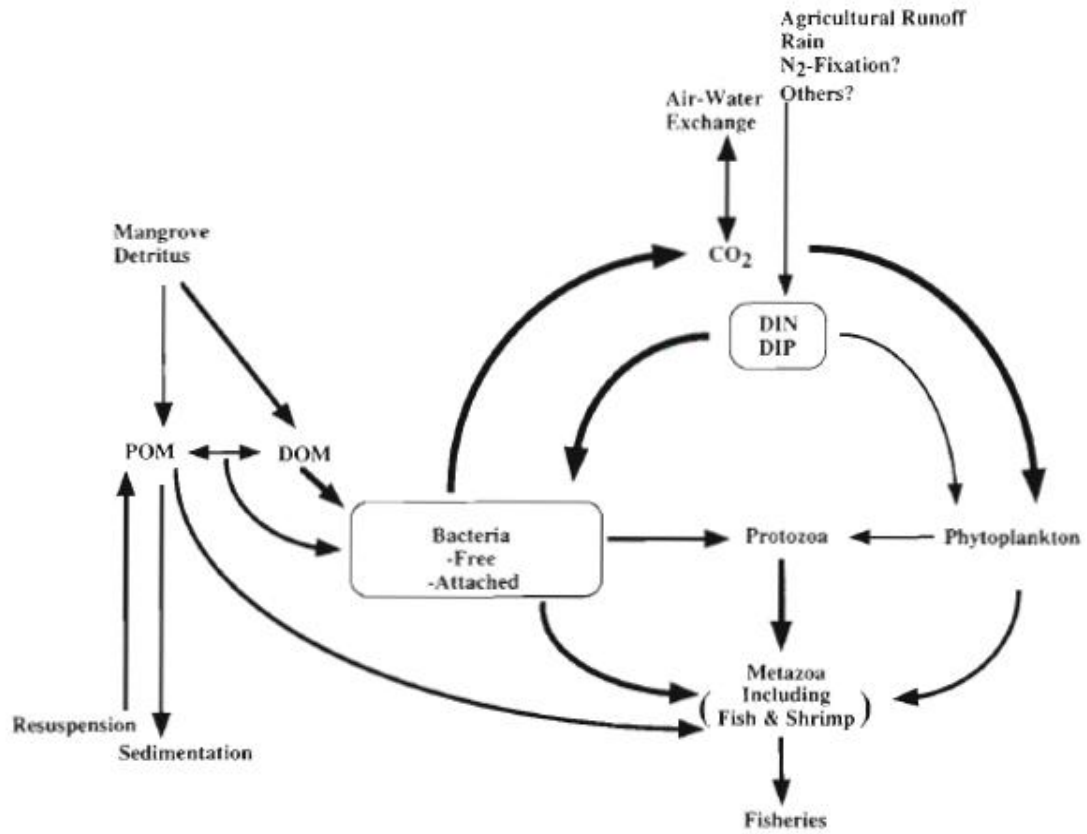 Agricultural Runoff
Rain
N2-Fixation?
Others?
Air-Water
Exchange
Mangrove
Detritus
CO2
DIN
DIP
POM
DOM
Bacteria
-Free
-Attached
Protozoa
Phytoplankton
Metazoa
Including
( Fish & Shrimp )
Resuspension
Sedimentation
Fisheries